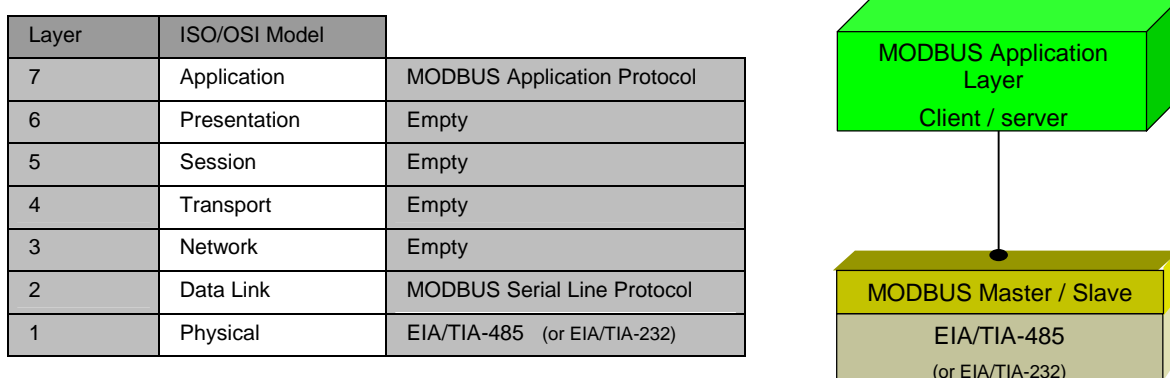 Layer ISO/OSI Model
7 Application MODBUS Application Protocol
6 Presentation Empty
5 Session Empty
4 Transport Empty
3 Network Empty
2 Data Link MODBUS Serial Line Protocol
1 Physical EIA/TIA-485 (or EIA/TIA-232)
MODBUS Application
Layer
Client / server
MODBUS Master / Slave
EIA/TIA-485
(or EIA/TIA-232)